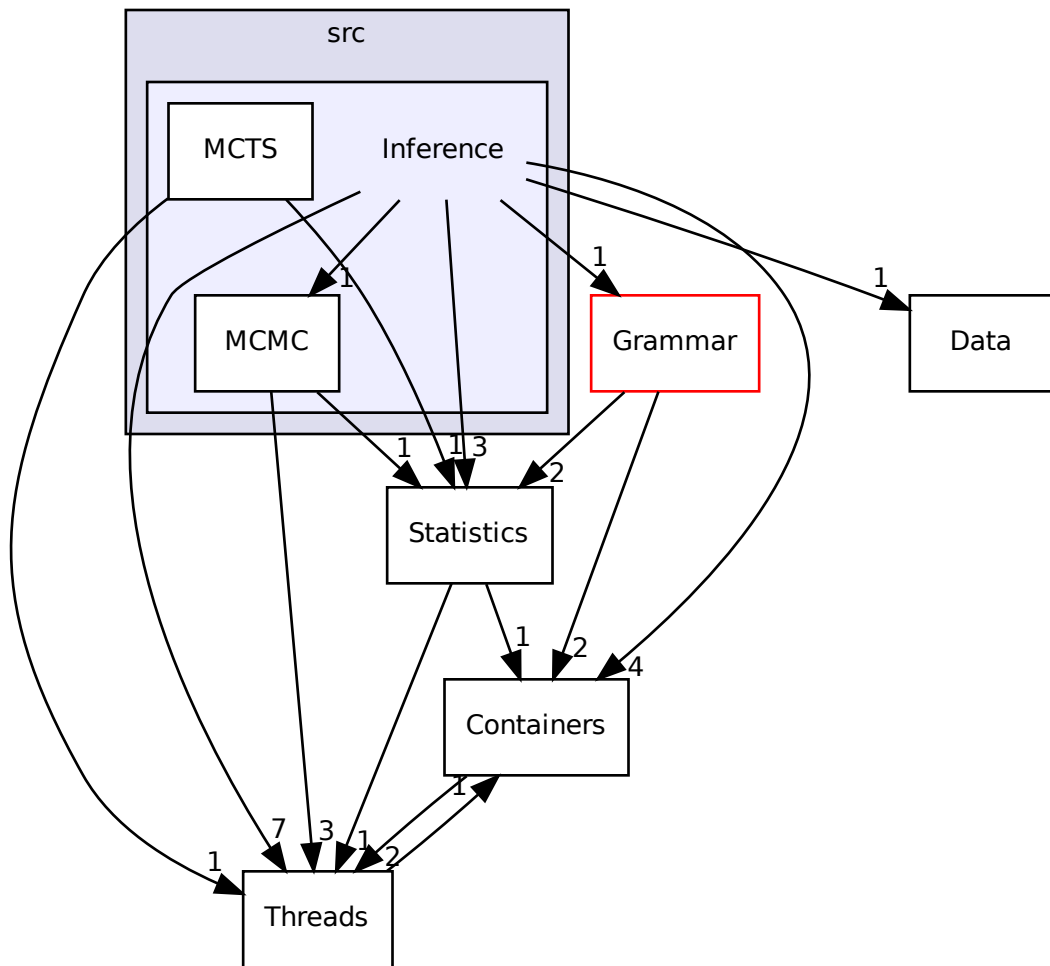 src
MCTS
Inference
1
1
1
MCMC
Grammar
Data
1
1
3
2
Statistics
1
2
4
Containers
1
7
3
1
2
1
Threads